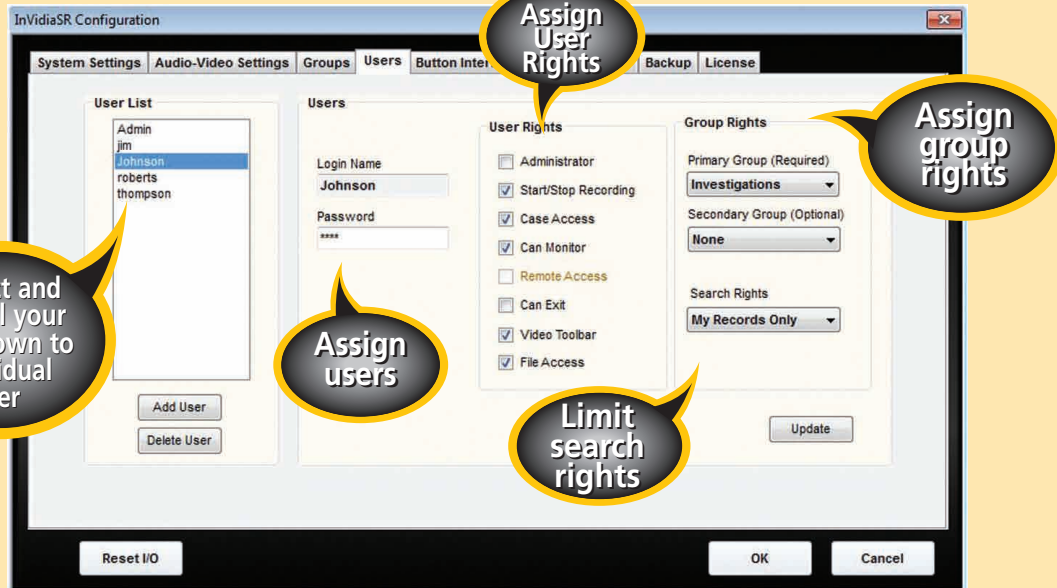 InVidiaSR Configuration
Assign
User
Rights
System Settings
Audio-Video Settings
Groups
Users
Button
Backup
License
User List
Admin
jim
Johnson
roberts
thompson
Add User
Delete User
and
your
to
Users
Login Name
Johnson
Password
****
Assign
users
User Rights
Administrator
Start/Stop Recording
Case Access
Can Monitor
Remote Access
Can Exit
Video Toolbar
File Access
Group Rights
Primary Group (Required)
Investigations
Secondary Group (Optional)
None
Search Rights
My Records Only
Assign
group
rights
Limit
search
rights
Update
Reset I/O
OK
Cancel